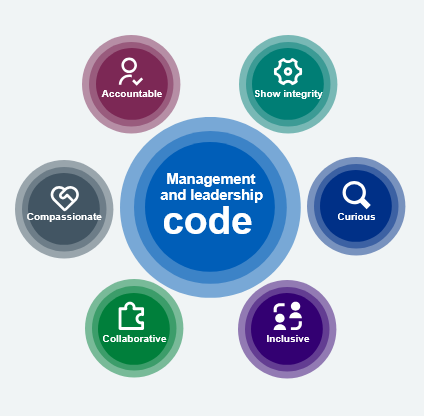 Accountable
Show integrity
Management
and leadership
code
Compassionate
Curious
Collaborative
Inclusive